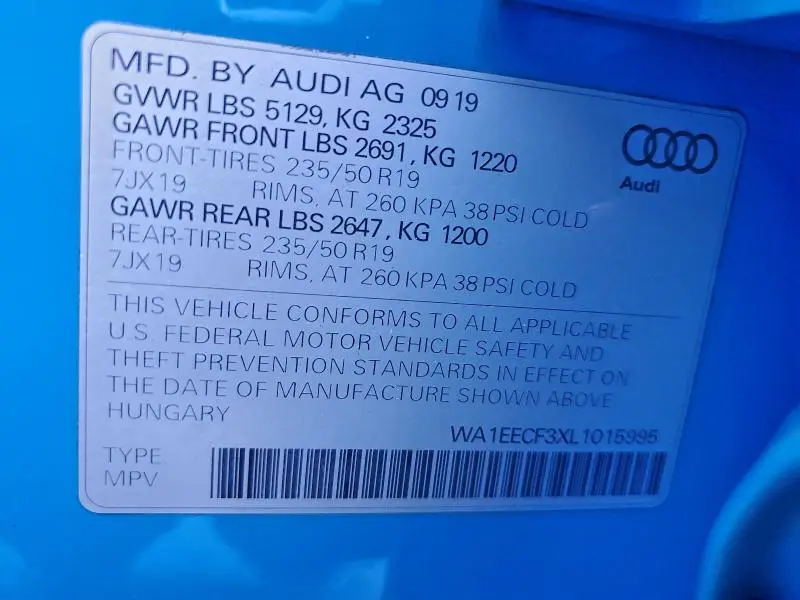 MFD. BY AUDI AG 0919
GVWR LBS 5129, KG 2325
GAWR FRONT LBS 2691, KG 1220
FRONT-TIRES 235/50 R19
7JX19 RIMS, AT 260 KPA 38 PSI COLD
GAWR REAR LBS 2647, KG 1200
REAR-TIRES 235/50 R19
7JX19 RIMS, AT 260 KPA 38 PSI COLD
Audi
THIS VEHICLE CONFORMS TO ALL APPLICABLE
U.S. FEDERAL MOTOR VEHICLE SAFETY AND
THEFT PREVENTION STANDARDS IN EFFECT ON
THE DATE OF MANUFACTURE SHOWN ABOVE
HUNGARY
WA1EECF3XL1015995
TYPE
MPV